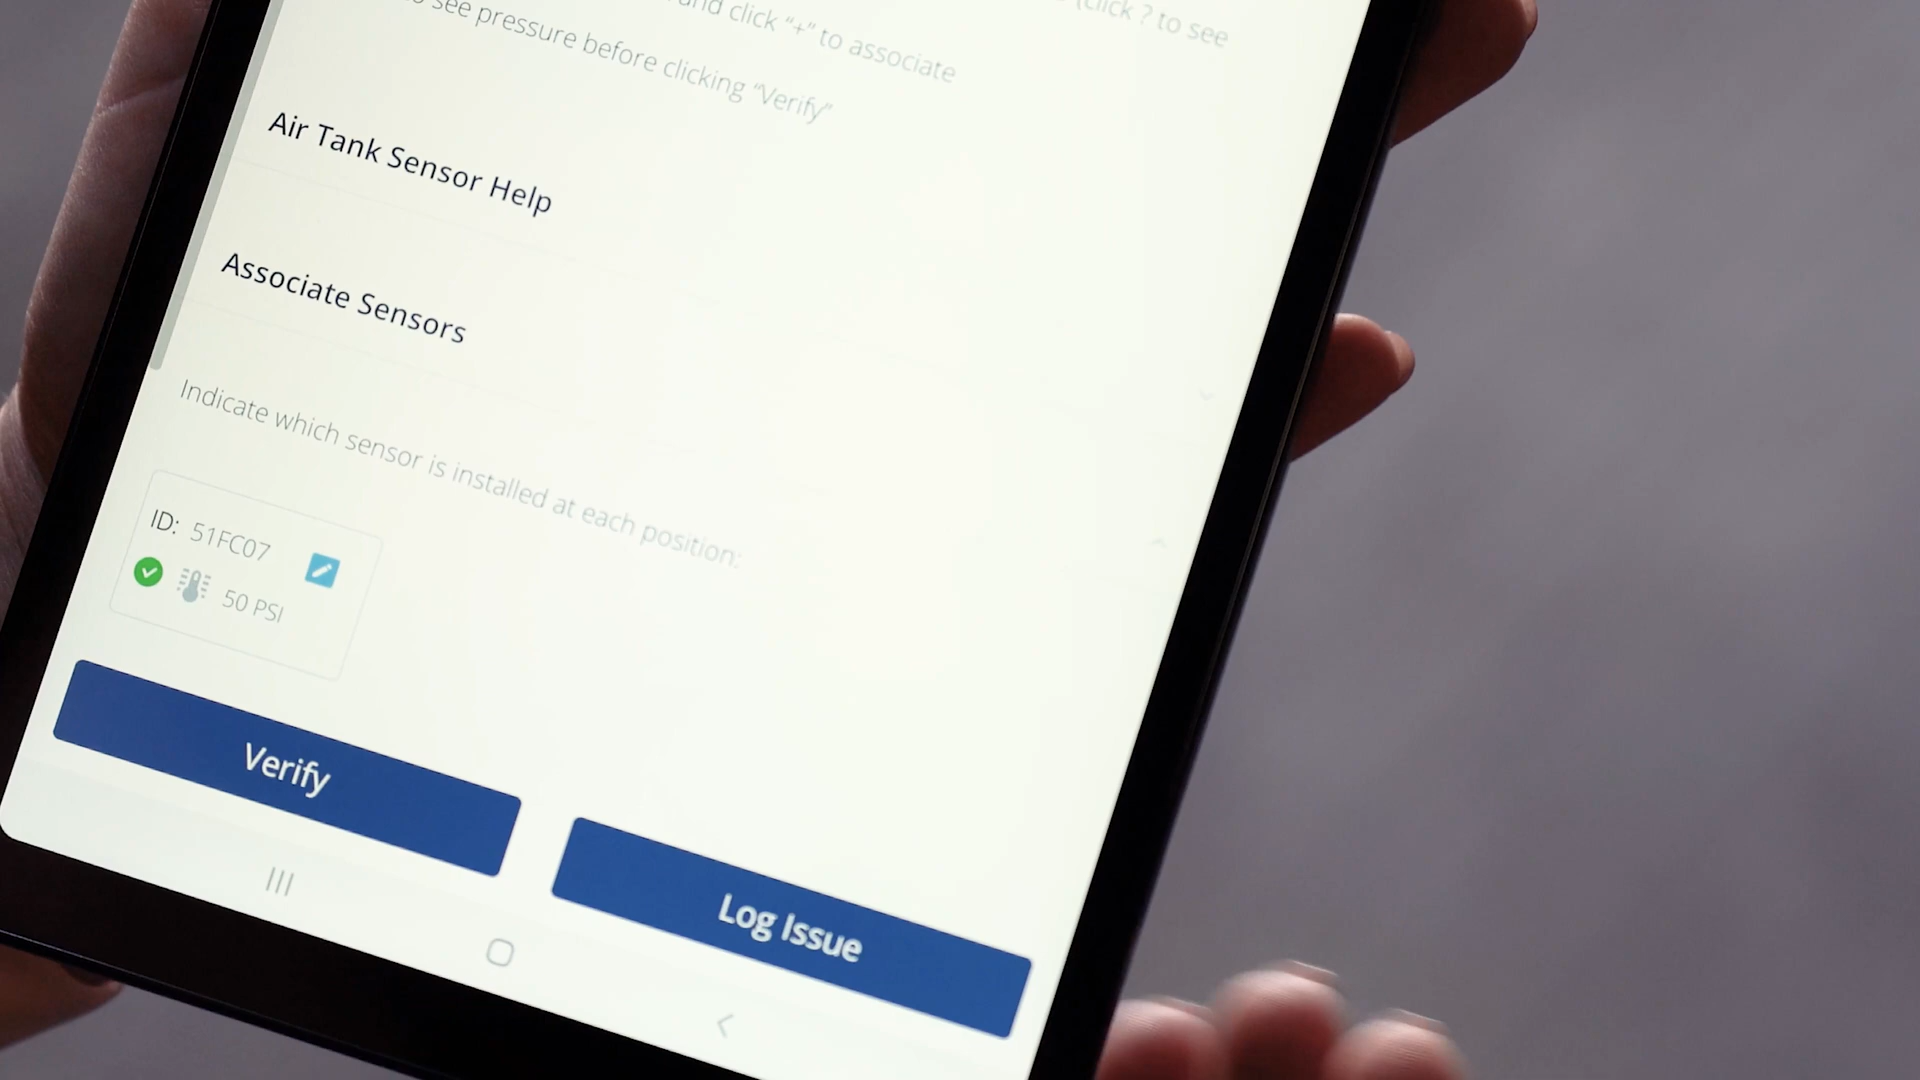 (click ? to see
and click “+” to associate
to see pressure before clicking “Verify”
Air Tank Sensor Help
Associate Sensors
Indicate which sensor is installed at each position:
ID: 51FC07
50 PSI
Verify
Log Issue